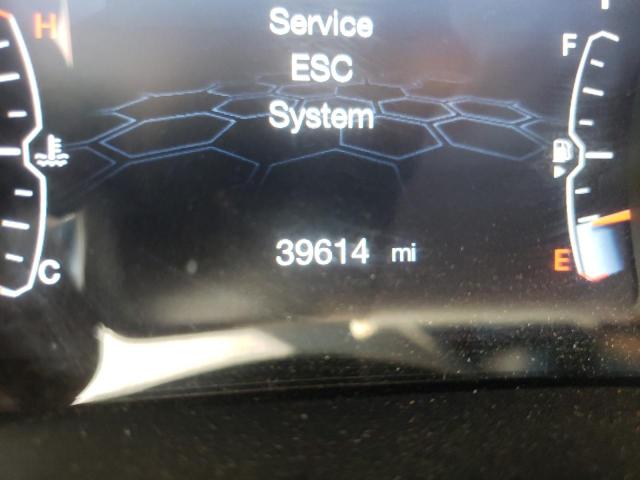 Service
ESC
System
H
F
C
39614 mi
E